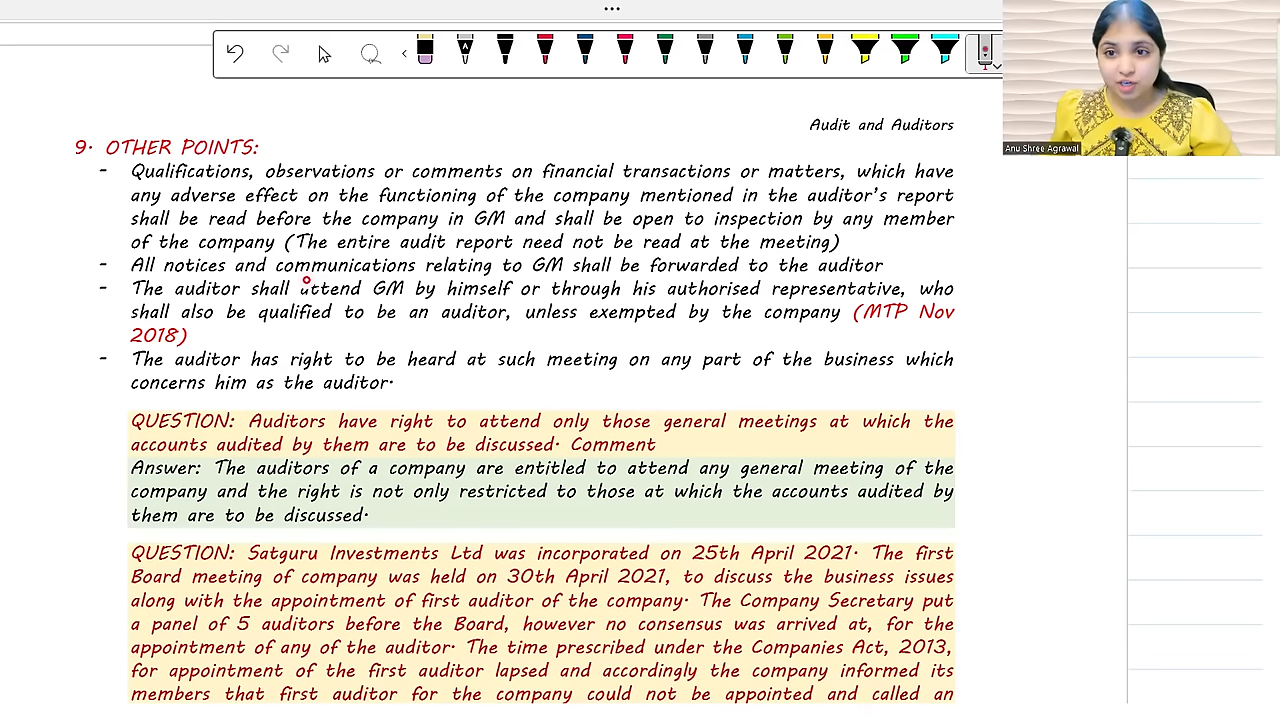 Audit and Auditors
Anu Shree Agrawal
9. OTHER POINTS:
- Qualifications, observations or comments on financial transactions or matters, which have
any adverse effect on the functioning of the company mentioned in the auditor's report
shall be read before the company in GM and shall be open to inspection by any member
of the company (The entire audit report need not be read at the meeting)
- All notices and communications relating to GM shall be forwarded to the auditor
- The auditor shall attend GM by himself or through his authorised representative, who
shall also be qualified to be an auditor, unless exempted by the company (MTP Nov
2018)
- The auditor has right to be heard at such meeting on any part of the business which
concerns him as the auditor.
QUESTION: Auditors have right to attend only those general meetings at which the
accounts audited by them are to be discussed. Comment
Answer: The auditors of a company are entitled to attend any general meeting of the
company and the right is not only restricted to those at which the accounts audited by
them are to be discussed.
QUESTION: Satguru Investments Ltd was incorporated on 25th April 2021. The first
Board meeting of company was held on 30th April 2021, to discuss the business issues
along with the appointment of first auditor of the company. The Company Secretary put
a panel of 5 auditors before the Board, however no consensus was arrived at, for the
appointment of any of the auditor. The time prescribed under the Companies Act, 2013,
for appointment of the first auditor lapsed and accordingly the company informed its
members that first auditor for the company could not be appointed and called an